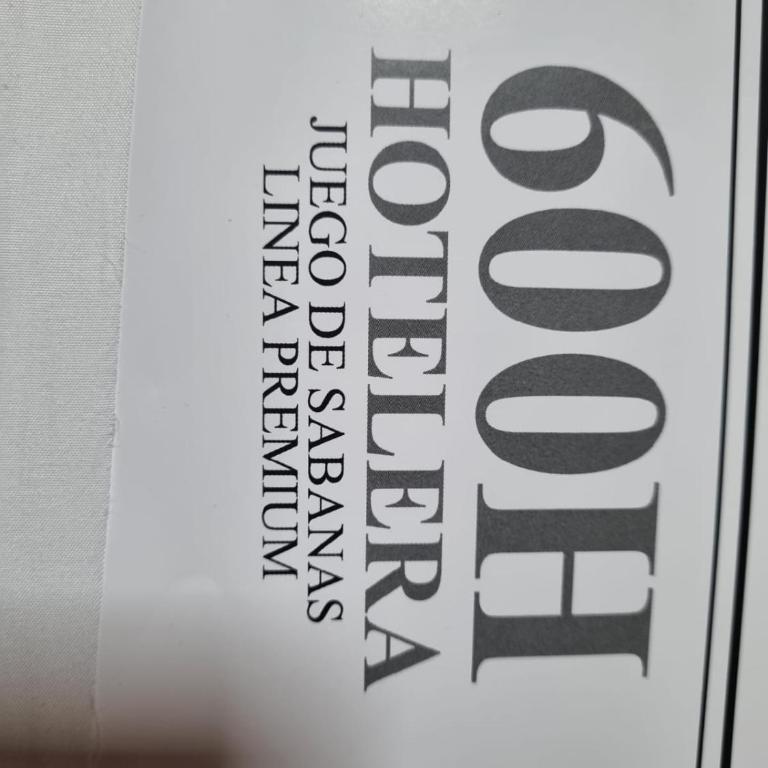 600H
HOTELERA
JUEGO DE SABANAS
LINEA PREMIUM